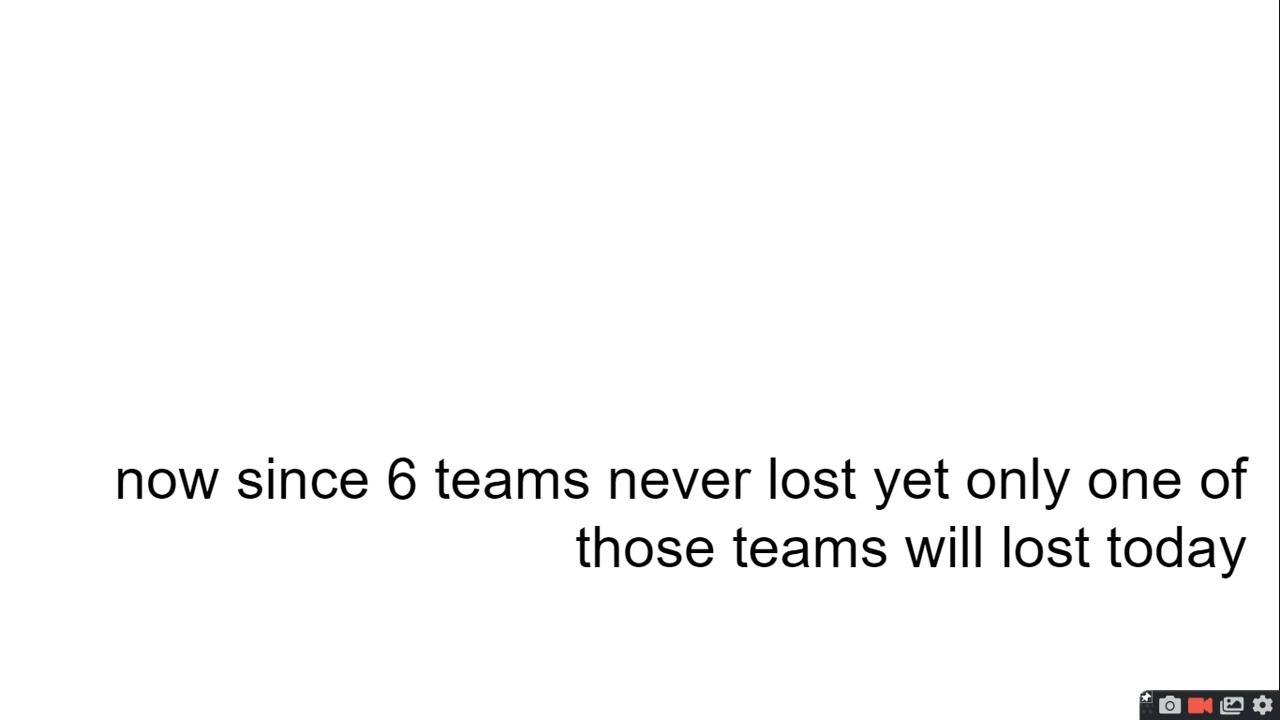 now since 6 teams never lost yet only one of
those teams will lost today